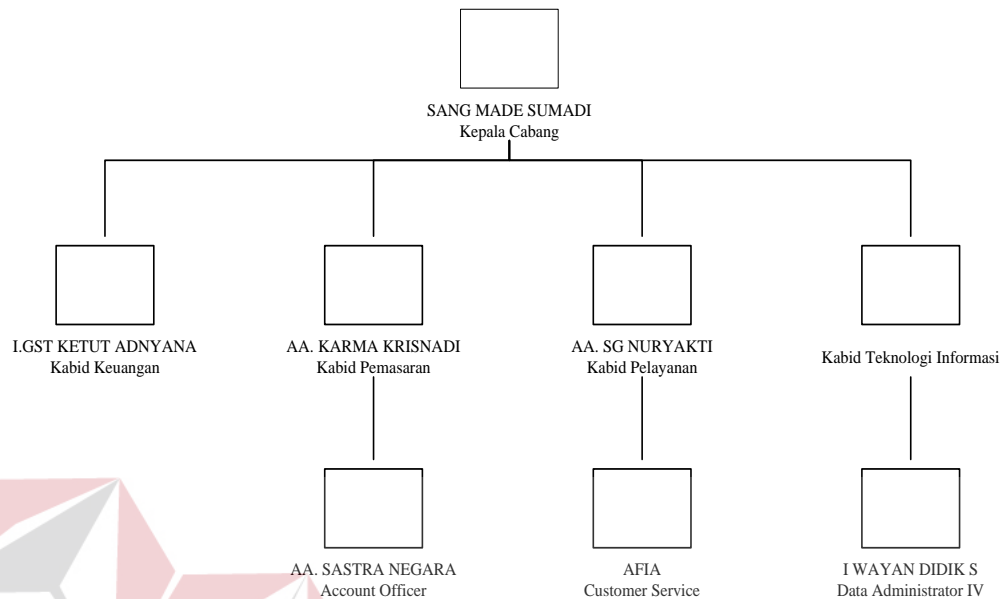 SANG MADE SUMADI
Kepala Cabang
I.GST KETUT ADNYANA
Kabid Keuangan
AA. KARMA KRISNADI
Kabid Pemasaran
AA. SG NURYAKTI
Kabid Pelayanan
Kabid Teknologi Informasi
AA. SASTRA NEGARA
Account Officer
AFIA
Customer Service
I WAYAN DIDIK S
Data Administrator IV